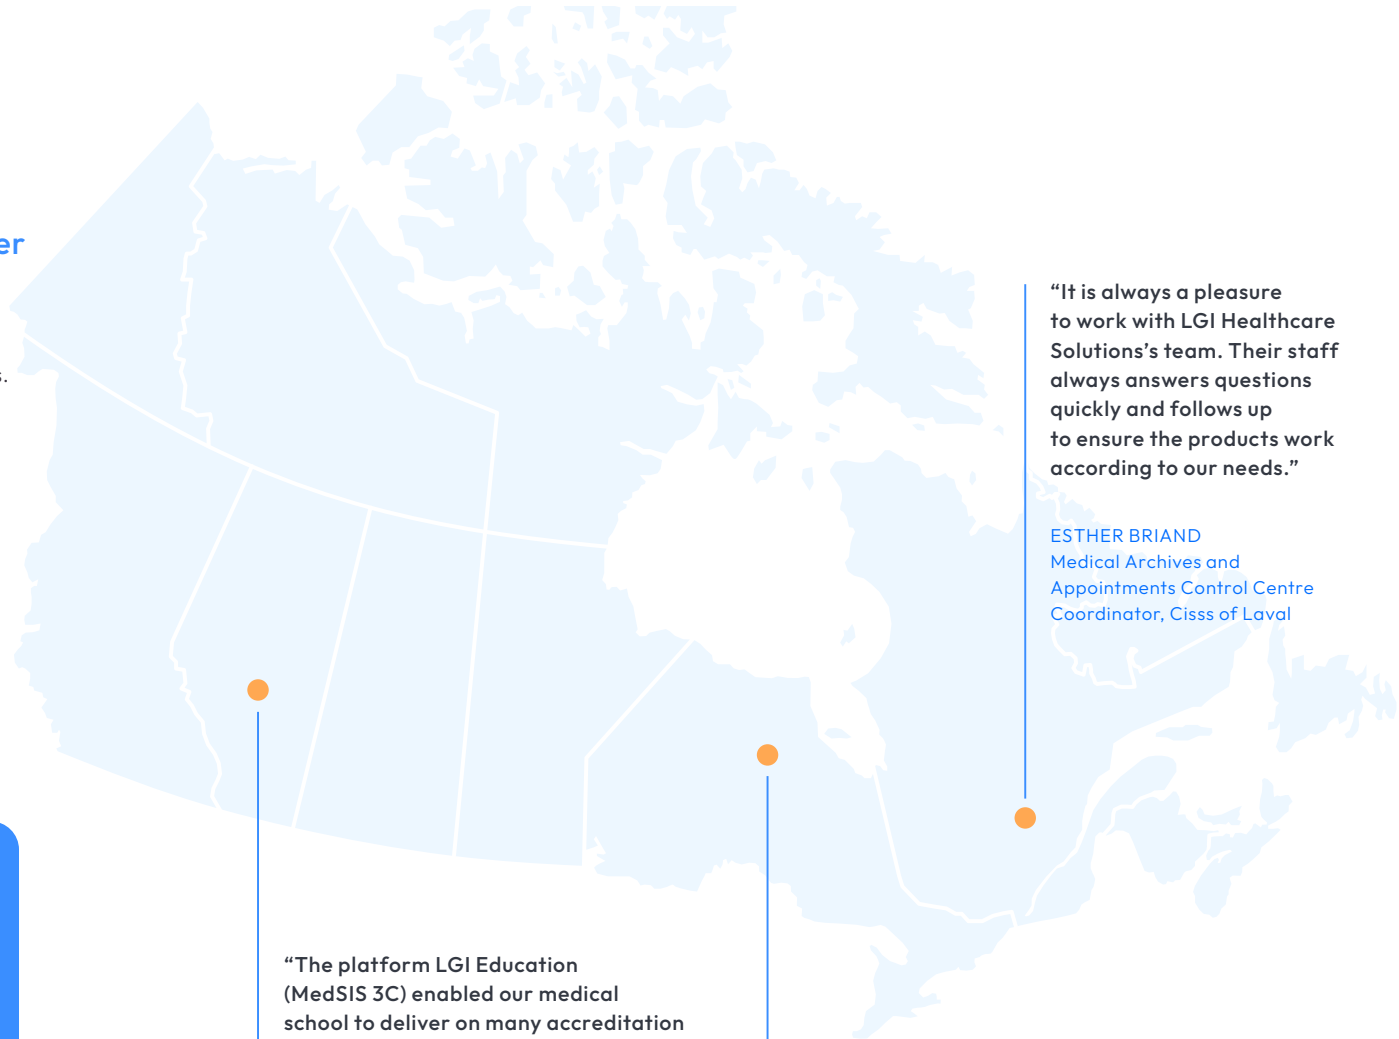 er
s.
“It is always a pleasure
to work with LGI Healthcare
Solutions’s team. Their staff
always answers questions
quickly and follows up
to ensure the products work
according to our needs.”
ESTHER BRIAND
Medical Archives and
Appointments Control Centre
Coordinator, Cisss of Laval
“The platform LGI Education
(MedSIS 3C) enabled our medical
school to deliver on many accreditation